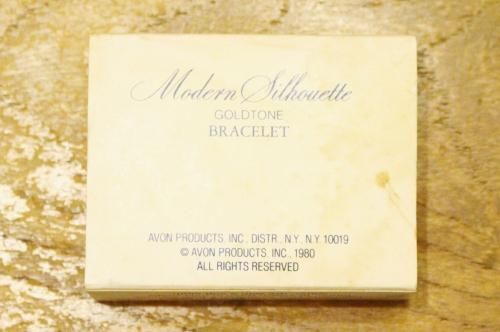 Modern Silhouette
GOLDTONE
BRACELET
AVON PRODUCTS, INC., DISTR., N.Y., N.Y. 10019
© AVON PRODUCTS, INC., 1980
ALL RIGHTS RESERVED